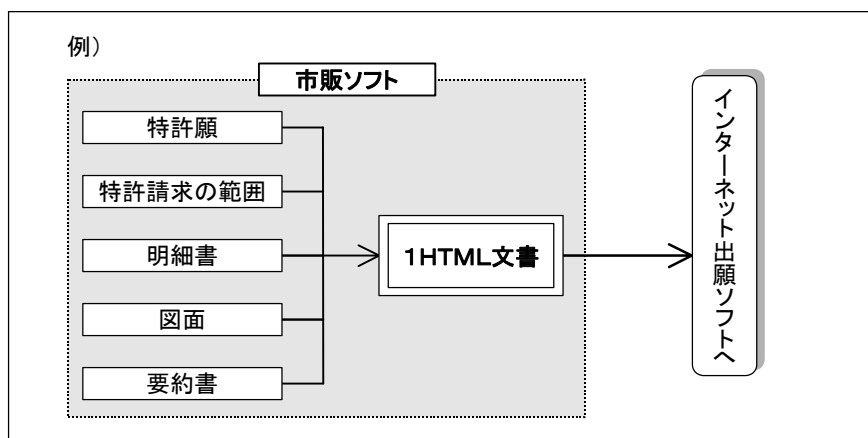 例）
市販ソフト
特許願
特許請求の範囲
明細書
図面
要約書
１HTML文書
インターネット出願ソフトへ